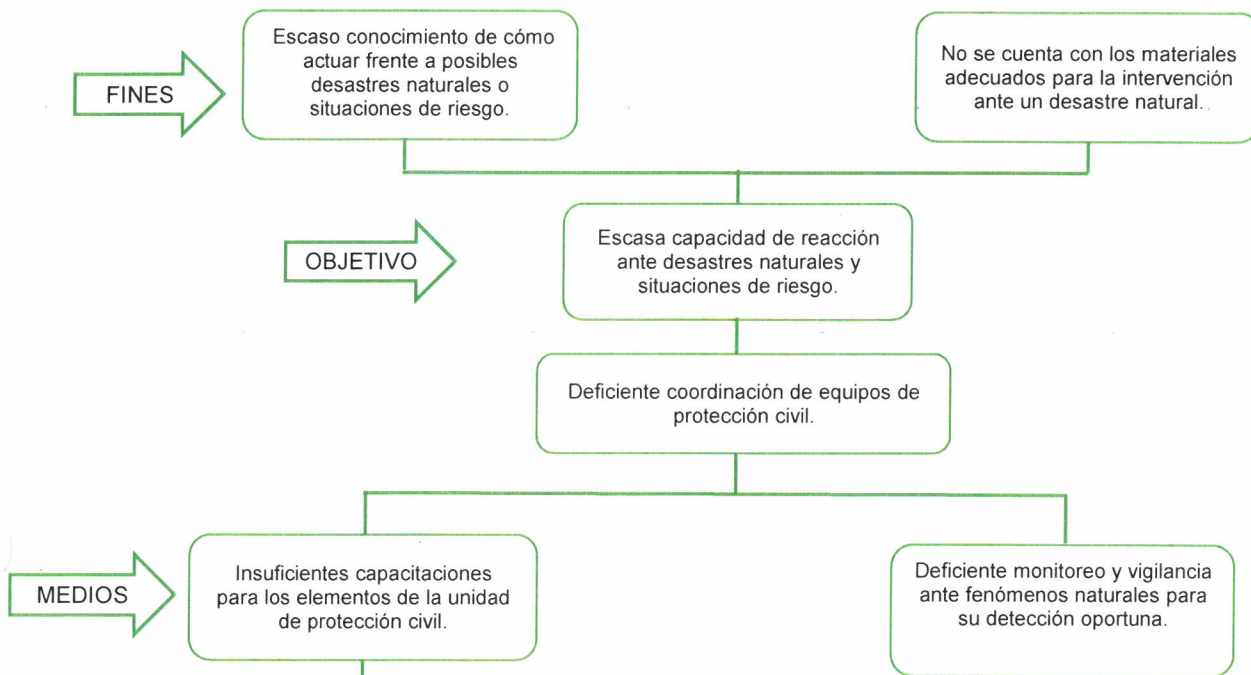 FINES
Escaso conocimiento de cómo
actuar frente a posibles
desastres naturales o
situaciones de riesgo.
No se cuenta con los materiales
adecuados para la intervención
ante un desastre natural.
OBJETIVO
Escasa capacidad de reacción
ante desastres naturales y
situaciones de riesgo.
Deficiente coordinación de equipos de
protección civil.
MEDIOS
Insuficientes capacitaciones
para los elementos de la unidad
de protección civil.
Deficiente monitoreo y vigilancia
ante fenómenos naturales para
su detección oportuna.